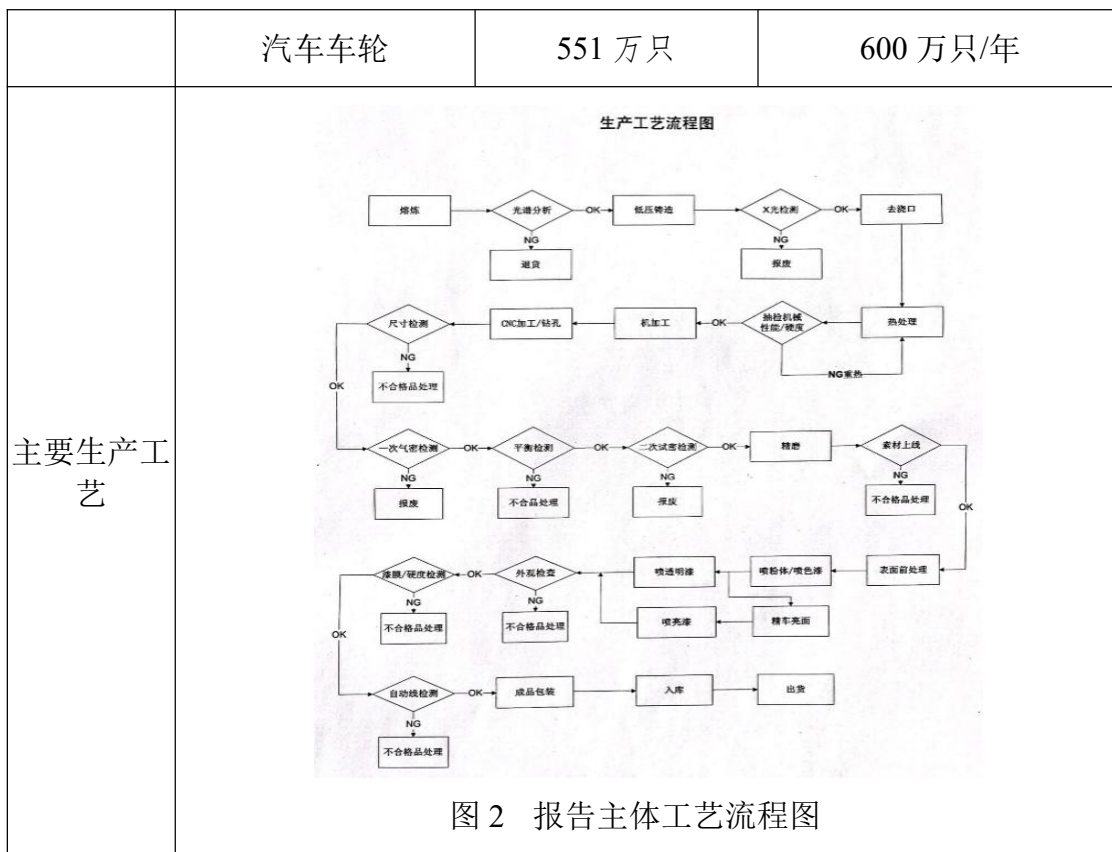 汽车车轮 551 万只 600 万只/年
主要生产工艺
生产工艺流程图
熔炼 光谱分析 OK 低压铸造 X光检测 OK 去浇口
NG NG
退货 报废
尺寸检测 CNC加工/钻孔 机加工 OK 抽检机械性能/硬度 热处理
NG
不合格品处理 NG重热
OK
一次气密检测 OK 平衡检测 OK 二次试密检测 OK 精磨 素材上线
NG NG NG NG
报废 不合品处理 报废 不合格品处理
OK
漆膜/硬度检测 OK 外观检查 喷透明漆 喷粉体/喷色漆 表面前处理
NG NG
不合格品处理 不合格品处理 喷亮漆 精车亮面
OK
自动线检测 OK 成品包装 入库 出货
NG
不合格品处理
图 2 报告主体工艺流程图